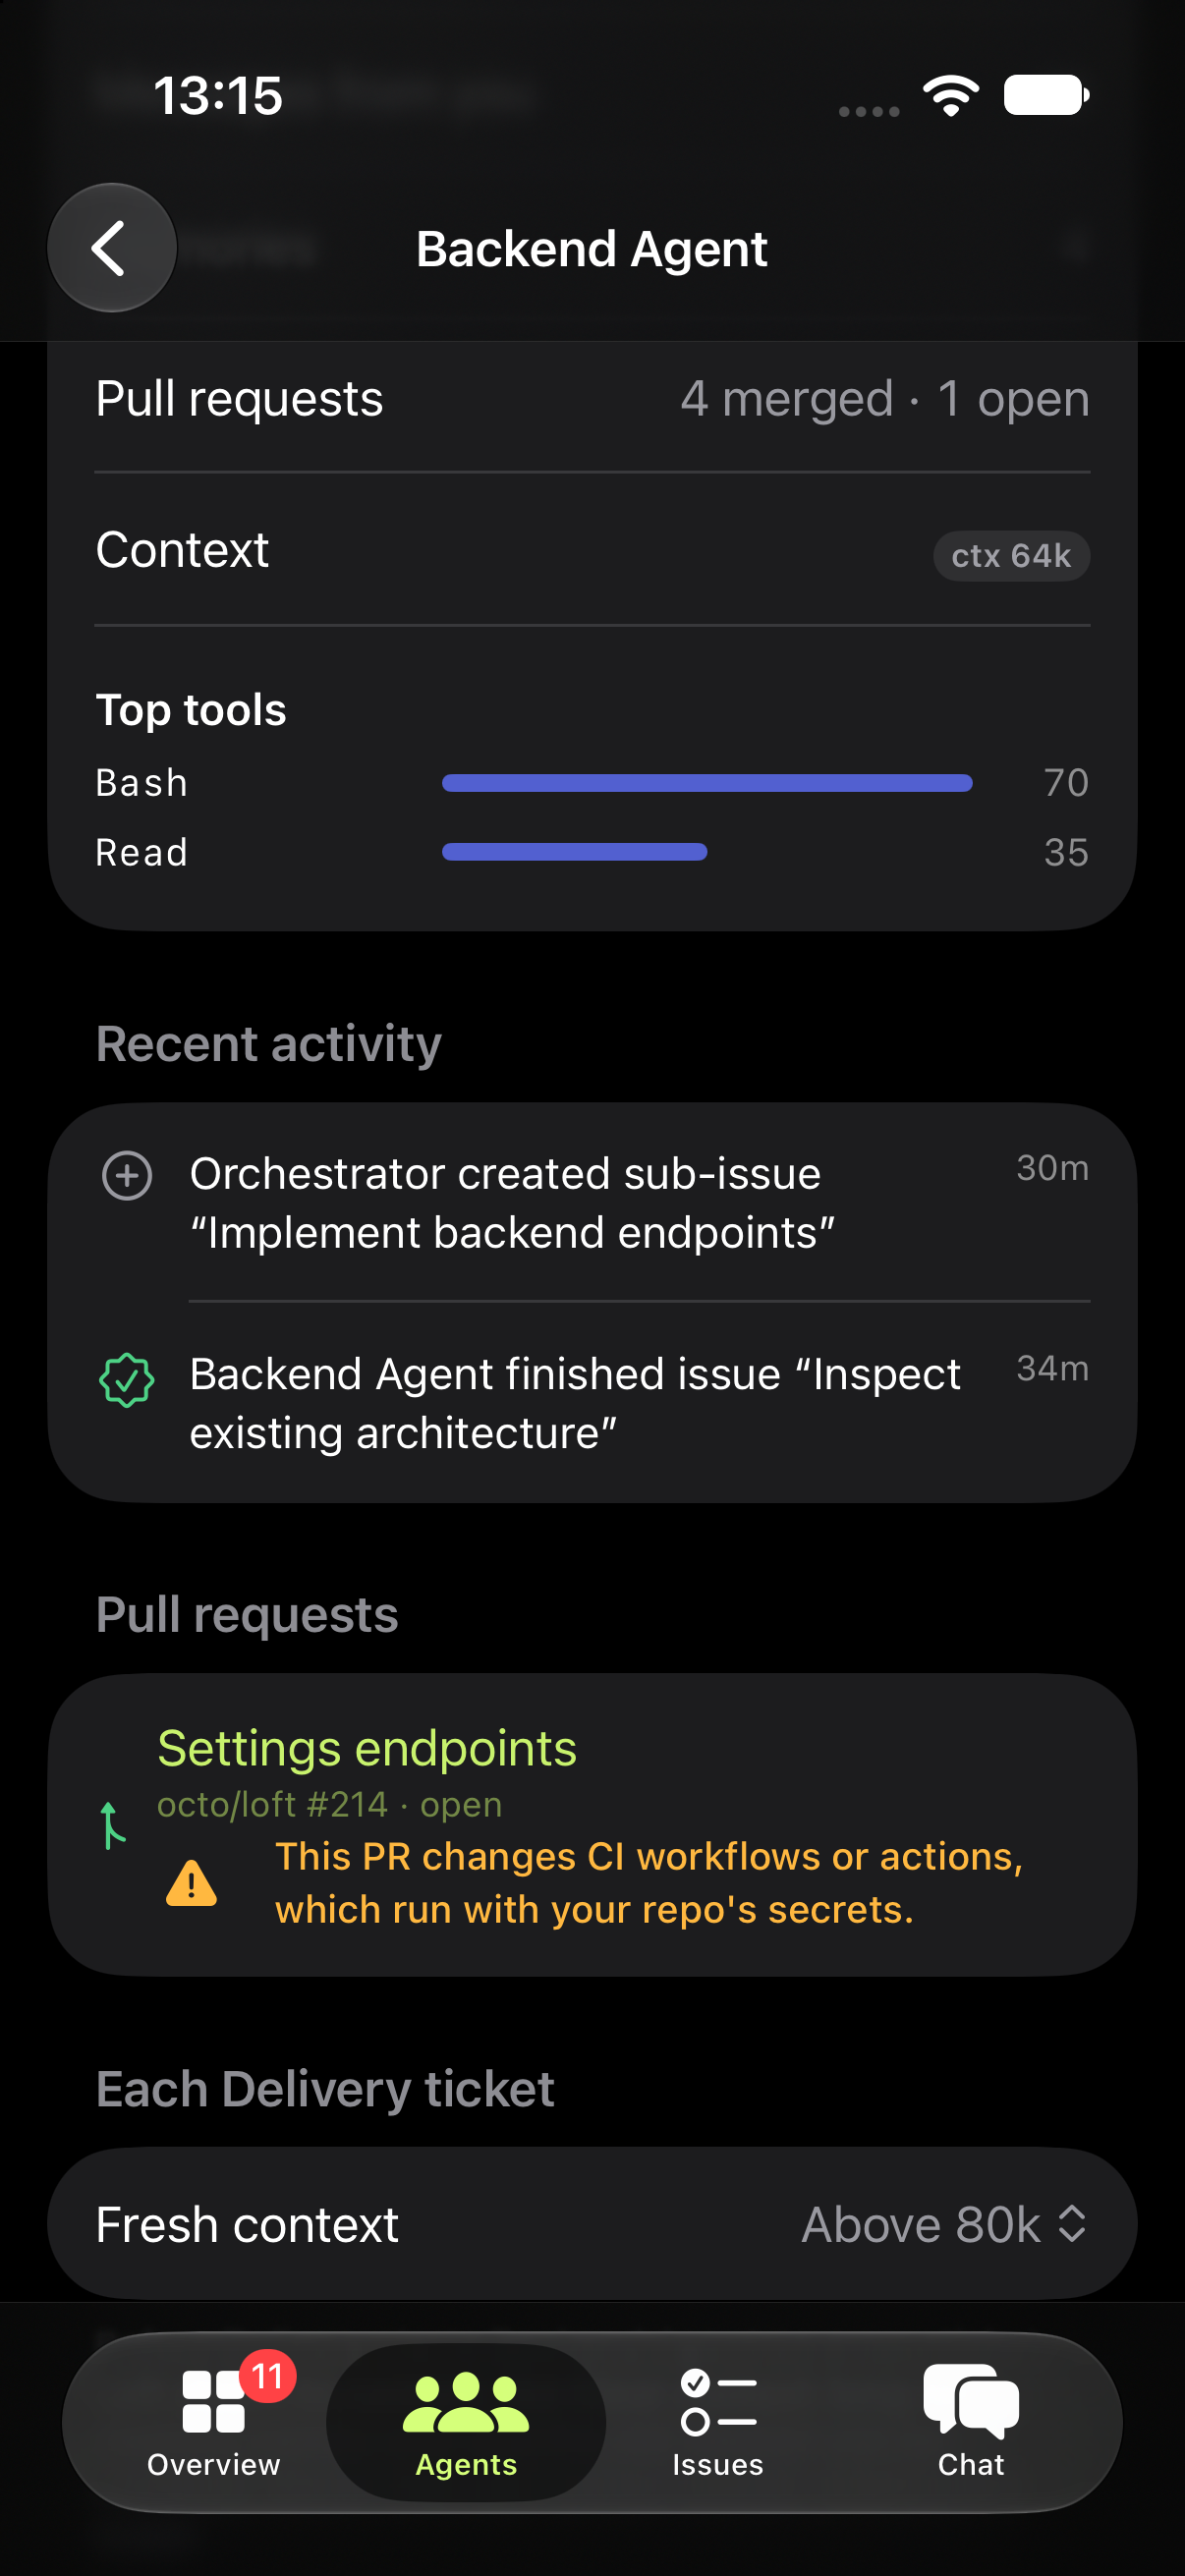 13:15
Backend Agent
Pull requests 4 merged · 1 open
Context ctx 64k
Top tools
Bash 70
Read 35
Recent activity
Orchestrator created sub-issue 30m
“Implement backend endpoints”
Backend Agent finished issue “Inspect 34m
existing architecture”
Pull requests
Settings endpoints
octo/loft #214 · open
This PR changes CI workflows or actions,
which run with your repo's secrets.
Each Delivery ticket
Fresh context Above 80k
11
Overview Agents Issues Chat